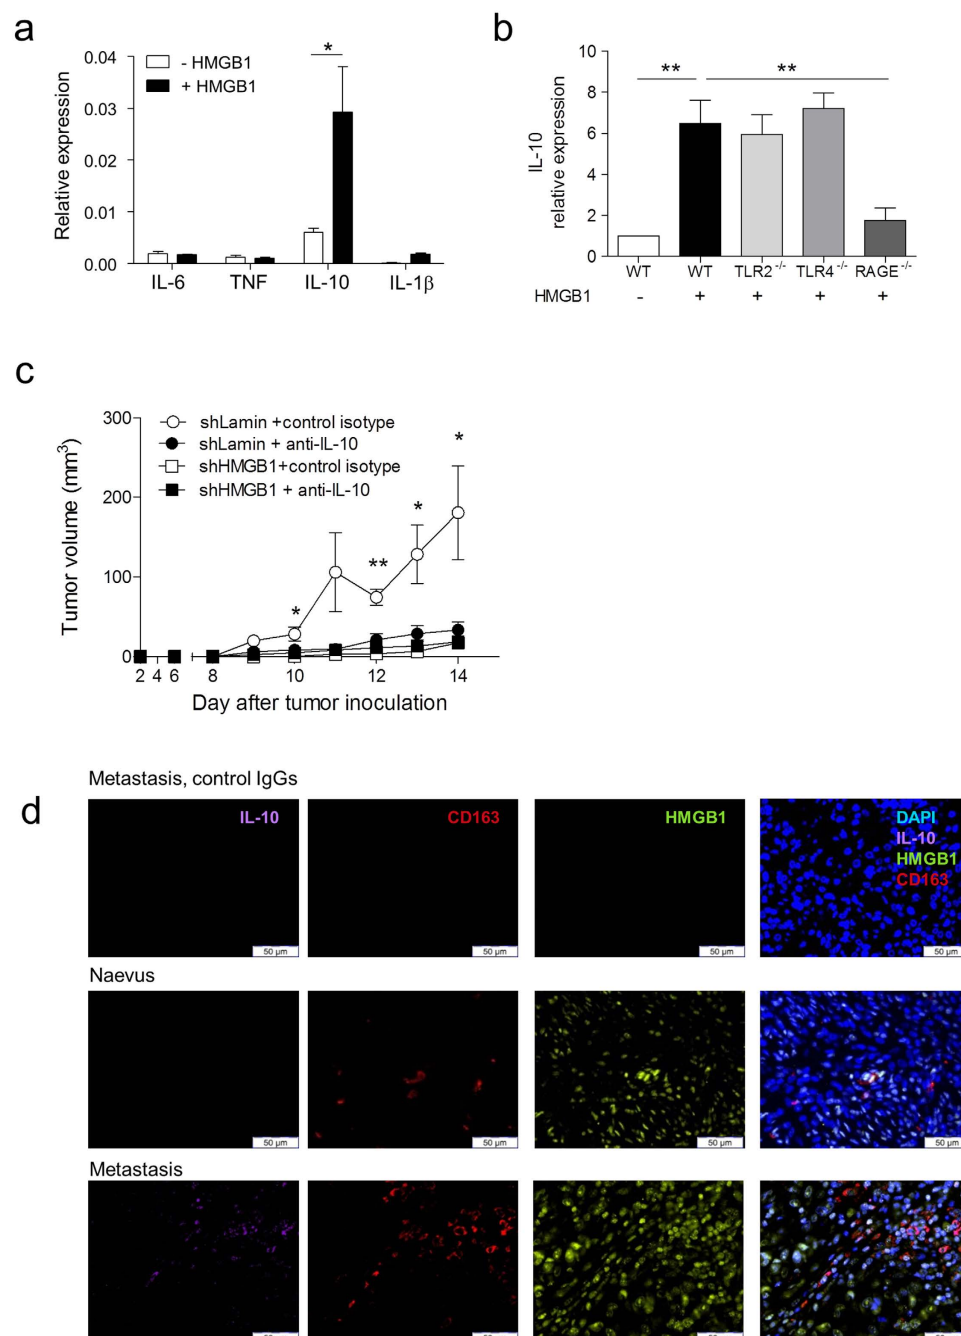 a
- HMGB1
+ HMGB1
*
Relative expression
0.04
0.03
0.02
0.01
0.00
IL-6 TNF IL-10 IL-1β
b
IL-10
relative expression
10
8
6
4
2
0
** **
WT WT TLR2-/- TLR4-/- RAGE-/-
HMGB1 - + + + +
c
Tumor volume (mm3)
300
200
100
0
shLamin +control isotype
shLamin + anti-IL-10
shHMGB1+control isotype
shHMGB1 + anti-IL-10
* ** * *
2 4 6 8 10 12 14
Day after tumor inoculation
d
Metastasis, control IgGs
IL-10 CD163 HMGB1 DAPI
IL-10
HMGB1
CD163
50 µm 50 µm 50 µm 50 µm
Naevus
50 µm 50 µm 50 µm 50 µm
Metastasis